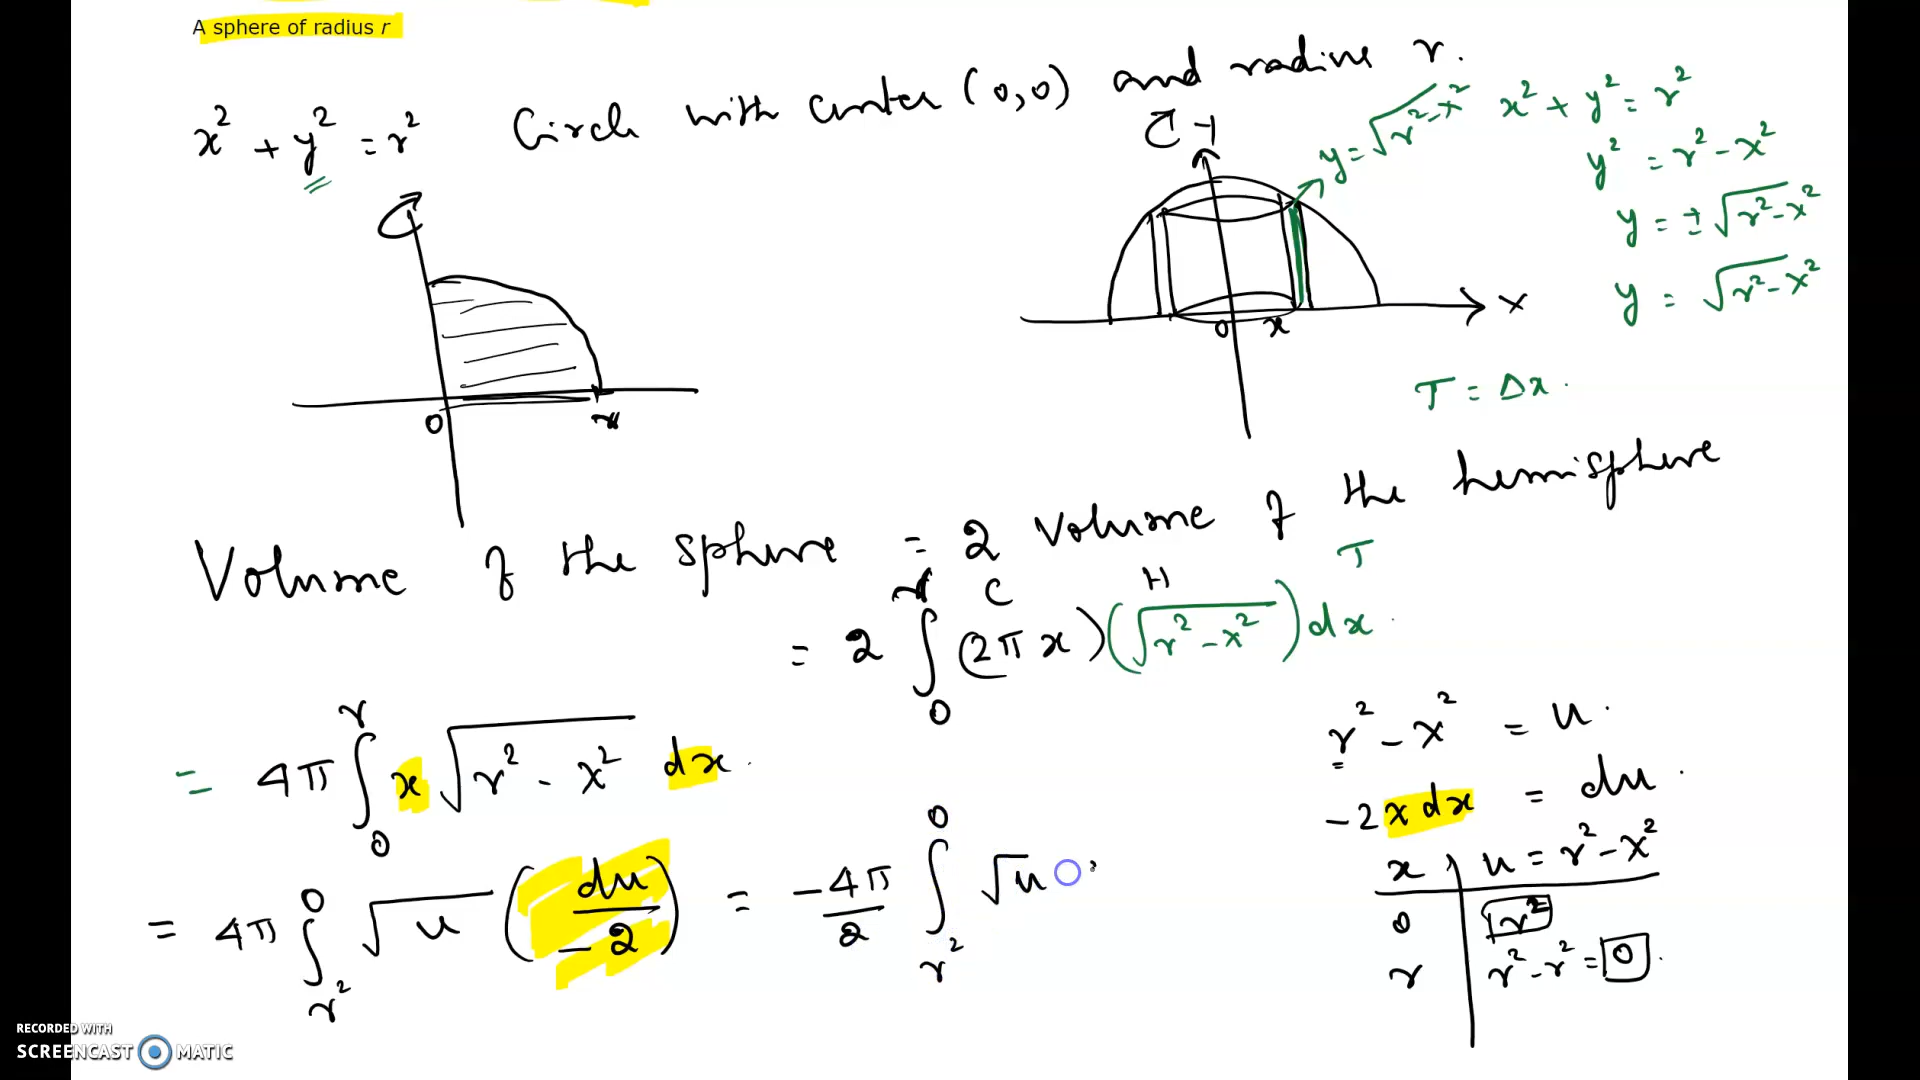 A sphere of radius r
x² + y² = r² Circle with center (0,0) and radius r.
y = √(r²-x²)
x² + y² = r²
y² = r² - x²
y = ± √(r²-x²)
y = √(r²-x²)
0 r
0 x X
T = Δx.
Volume of the sphere = 2 Volume of the hemisphere
C H T
= 2 ∫₀^r (2π x) (√(r² - x²)) dx.
= 4π ∫₀^r x √(r² - x²) dx.
r² - x² = u.
-2 x dx = du.
= 4π ∫_{r²}^0 √u (du/-2) = -4π/2 ∫_{r²}^0 √u
x u = r² - x²
0 r²
r r² - r² = 0.
RECORDED WITH
SCREENCAST MATIC